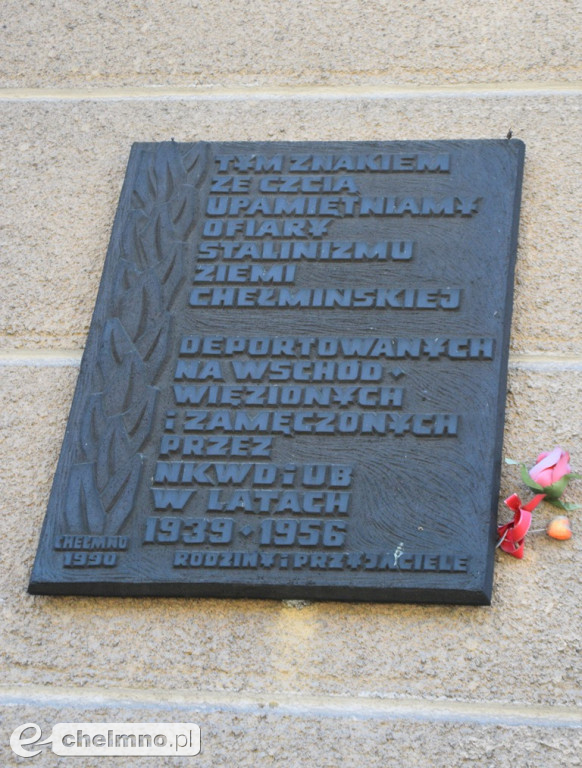 TYM ZNAKIEM
ZE CZCIĄ
UPAMIĘTNIAMY
OFIARY
STALINIZMU
ZIEMI
CHEŁMIŃSKIEJ
DEPORTOWANYCH
NA WSCHÓD •
WIĘZIONYCH
i ZAMĘCZONYCH
PRZEZ
NKWD i UB
W LATACH
1939 • 1956
RODZINY i PRZYJACIELE
CHEŁMNO
1990
e chelmno.pl